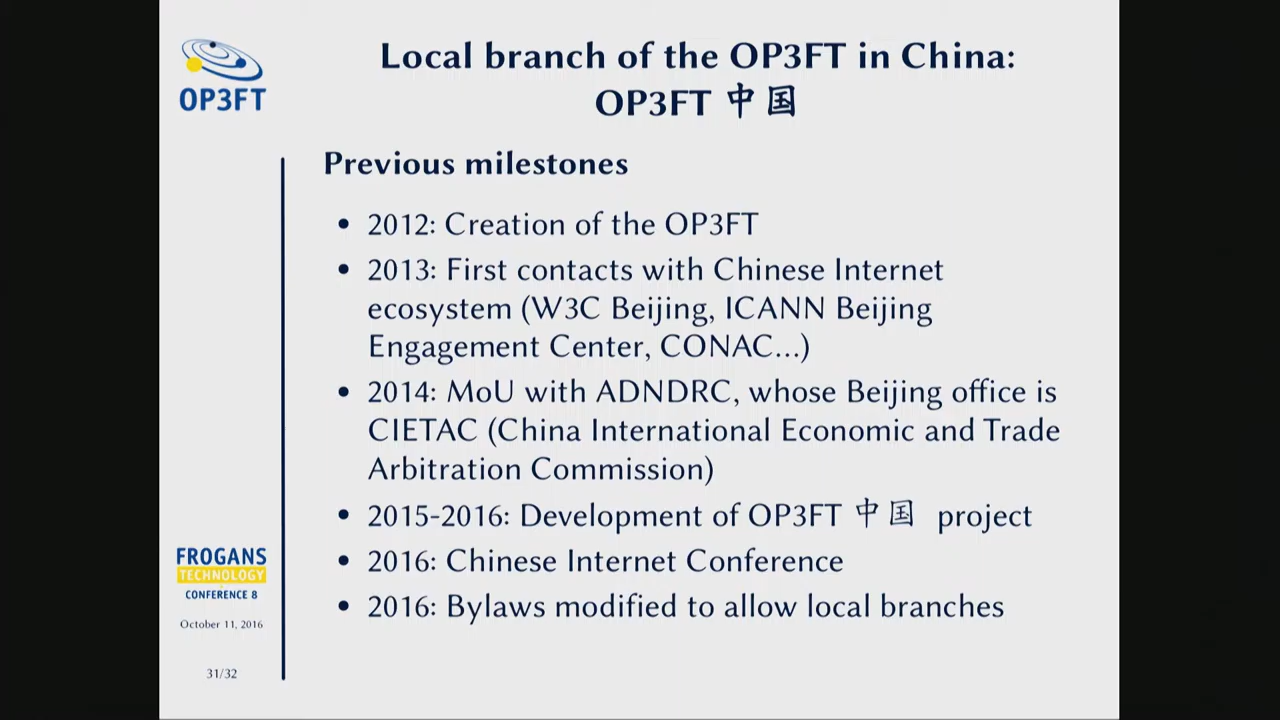 OP3FT
Local branch of the OP3FT in China:
OP3FT 中国
Previous milestones
• 2012: Creation of the OP3FT
• 2013: First contacts with Chinese Internet
ecosystem (W3C Beijing, ICANN Beijing
Engagement Center, CONAC...)
• 2014: MoU with ADNDRC, whose Beijing office is
CIETAC (China International Economic and Trade
Arbitration Commission)
• 2015-2016: Development of OP3FT 中国 project
• 2016: Chinese Internet Conference
• 2016: Bylaws modified to allow local branches
FROGANS
TECHNOLOGY
CONFERENCE 8
October 11, 2016
31/32